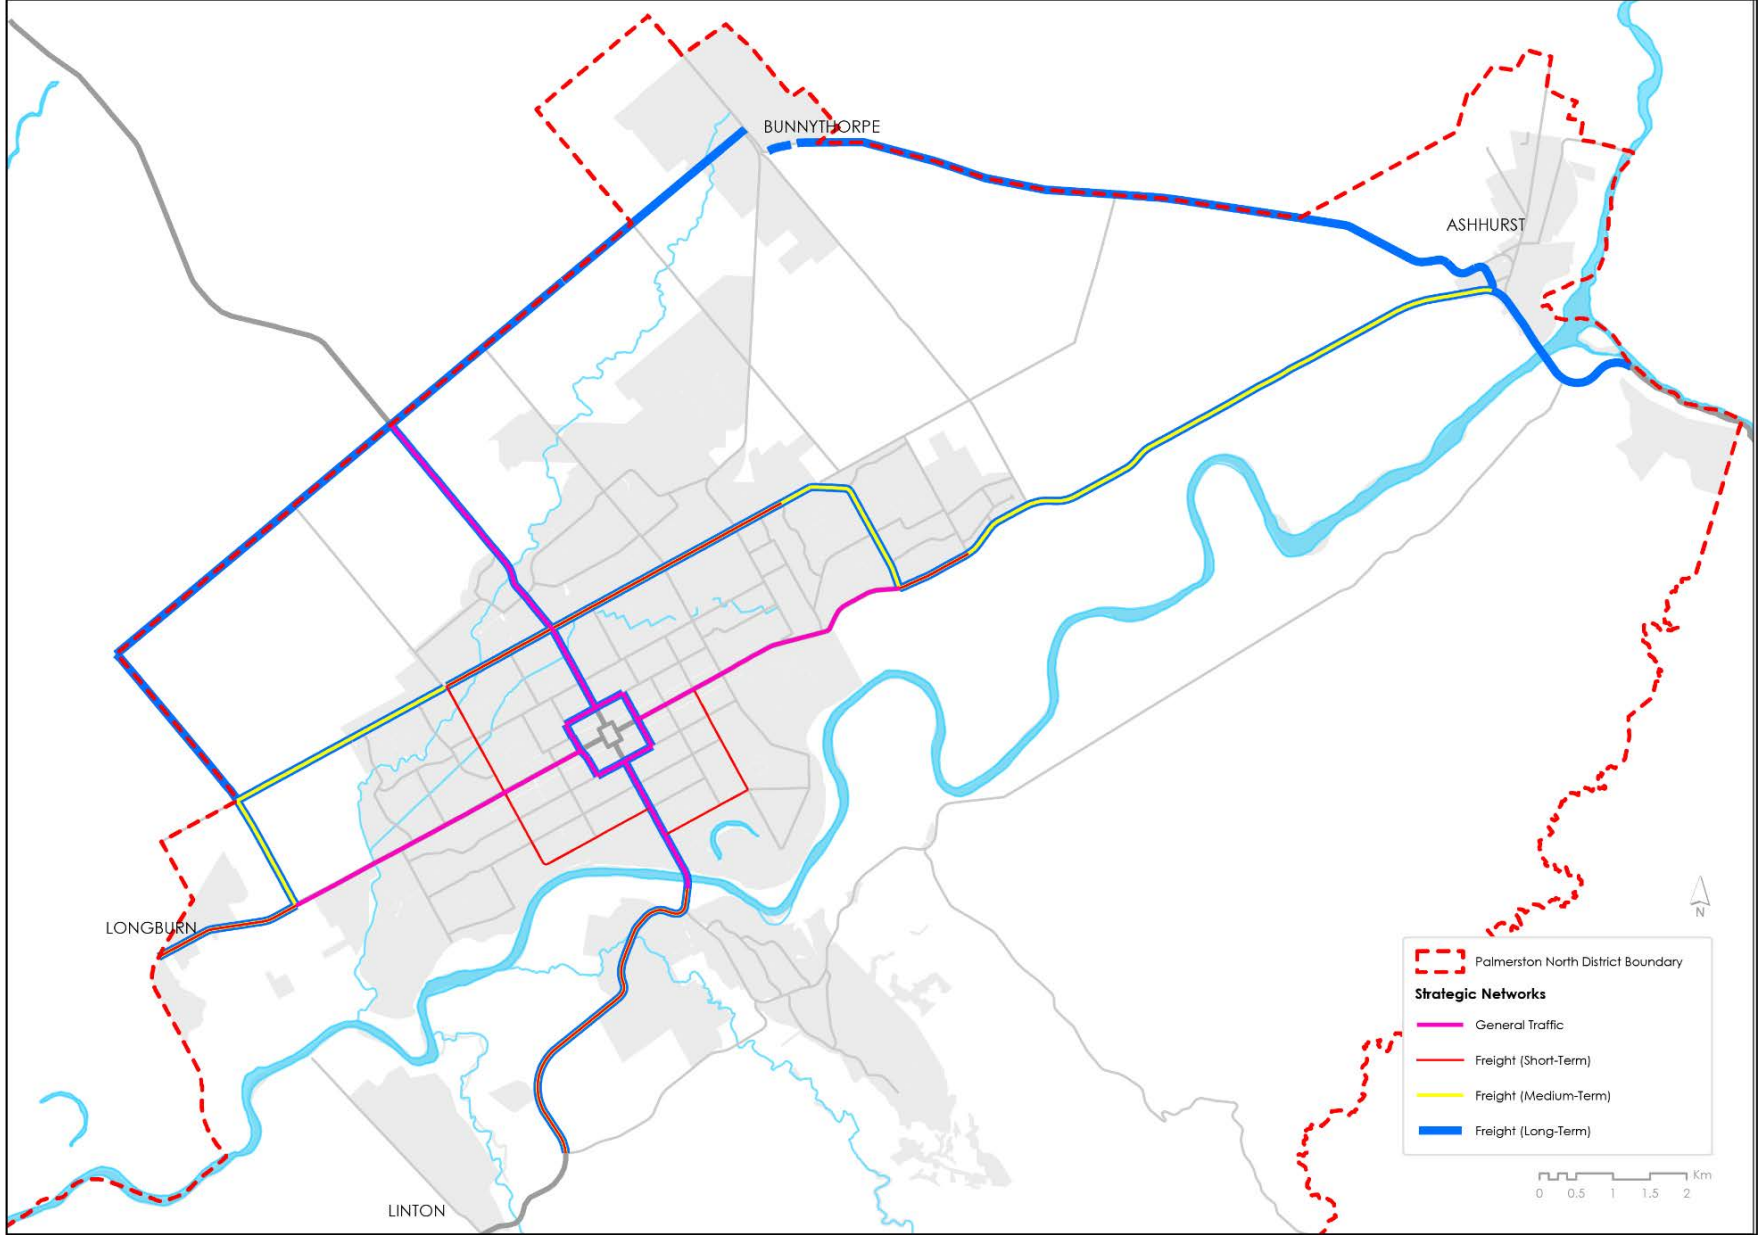 BUNNYTHORPE
ASHHURST
LONGBURN
LINTON
N
Palmerston North District Boundary
Strategic Networks
General Traffic
Freight (Short-Term)
Freight (Medium-Term)
Freight (Long-Term)
Km
0 0.5 1 1.5 2